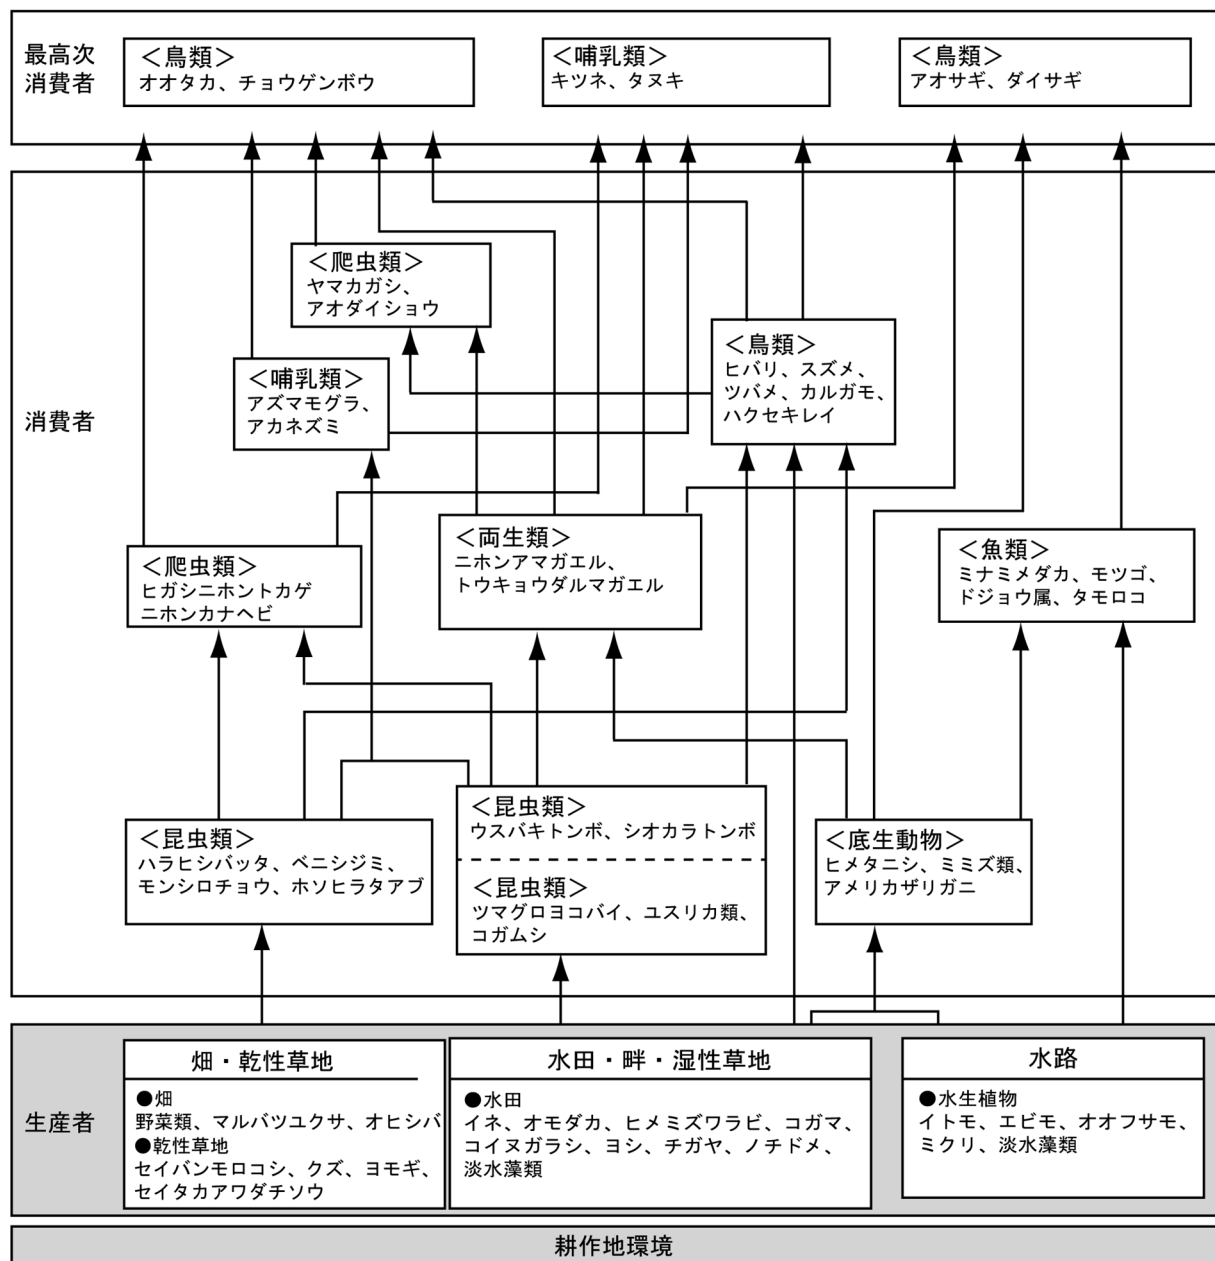 最高次
消費者
＜鳥類＞
オオタカ、チョウゲンボウ
＜哺乳類＞
キツネ、タヌキ
＜鳥類＞
アオサギ、ダイサギ
消費者
＜爬虫類＞
ヤマカガシ、
アオダイショウ
＜鳥類＞
ヒバリ、スズメ、
ツバメ、カルガモ、
ハクセキレイ
＜哺乳類＞
アズマモグラ、
アカネズミ
＜爬虫類＞
ヒガシニホントカゲ
ニホンカナヘビ
＜両生類＞
ニホンアマガエル、
トウキョウダルマガエル
＜魚類＞
ミナミメダカ、モツゴ、
ドジョウ属、タモロコ
＜昆虫類＞
ハラヒシバッタ、ベニシジミ、
モンシロチョウ、ホソヒラタアブ
＜昆虫類＞
ウスバキトンボ、シオカラトンボ
＜昆虫類＞
ツマグロヨコバイ、ユスリカ類、
コガムシ
＜底生動物＞
ヒメタニシ、ミミズ類、
アメリカザリガニ
生産者
畑・乾性草地
●畑
野菜類、マルバツユクサ、オヒシバ
●乾性草地
セイバンモロコシ、クズ、ヨモギ、
セイタカアワダチソウ
水田・畔・湿性草地
●水田
イネ、オモダカ、ヒメミズワラビ、コガマ、
コイヌガラシ、ヨシ、チガヤ、ノチドメ、
淡水藻類
水路
●水生植物
イトモ、エビモ、オオフサモ、
ミクリ、淡水藻類
耕作地環境